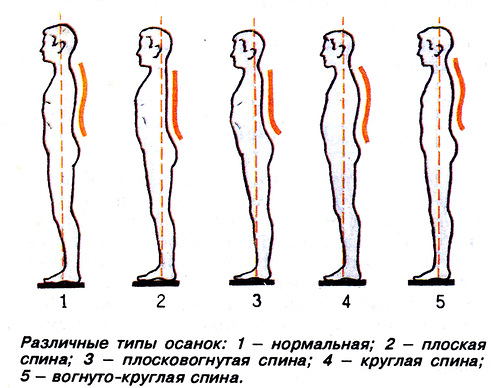 1 2 3 4 5
Различные типы осанок: 1 – нормальная; 2 – плоская
спина; 3 – плосковогнутая спина; 4 – круглая спина;
5 – вогнуто-круглая спина.